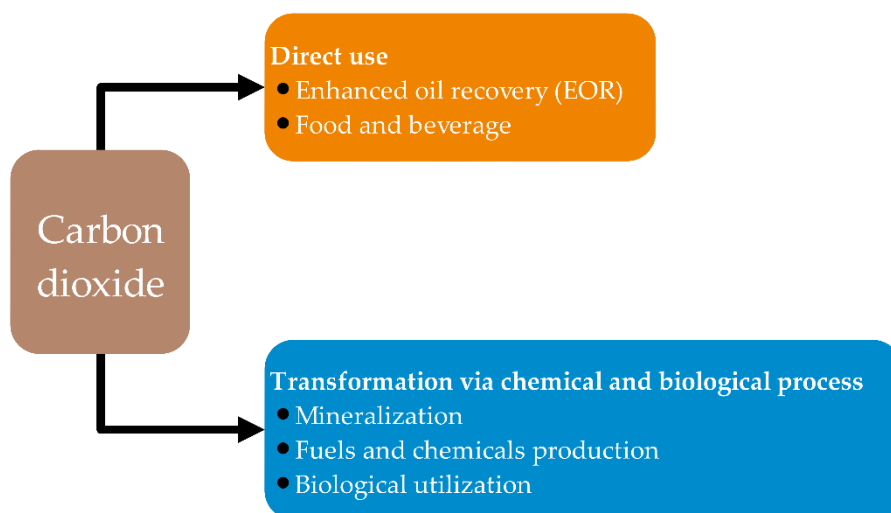 Direct use
• Enhanced oil recovery (EOR)
• Food and beverage
Carbon
dioxide
Transformation via chemical and biological process
• Mineralization
• Fuels and chemicals production
• Biological utilization